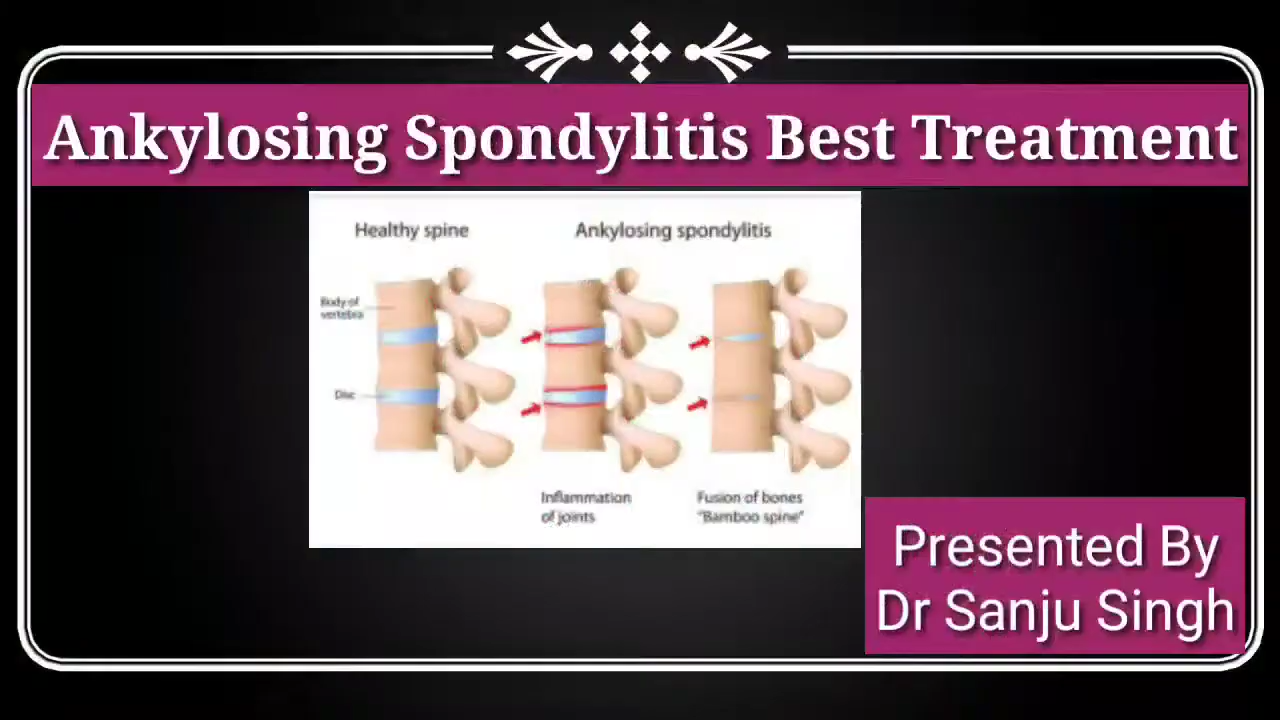 Ankylosing Spondylitis Best Treatment
Healthy spine
Ankylosing spondylitis
Body of
vertebra
Disc
Inflammation
of joints
Fusion of bones
"Bamboo spine"
Presented By
Dr Sanju Singh